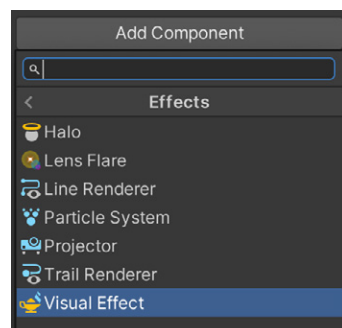 Add Component
Effects
Halo
Lens Flare
Line Renderer
Particle System
Projector
Trail Renderer
Visual Effect